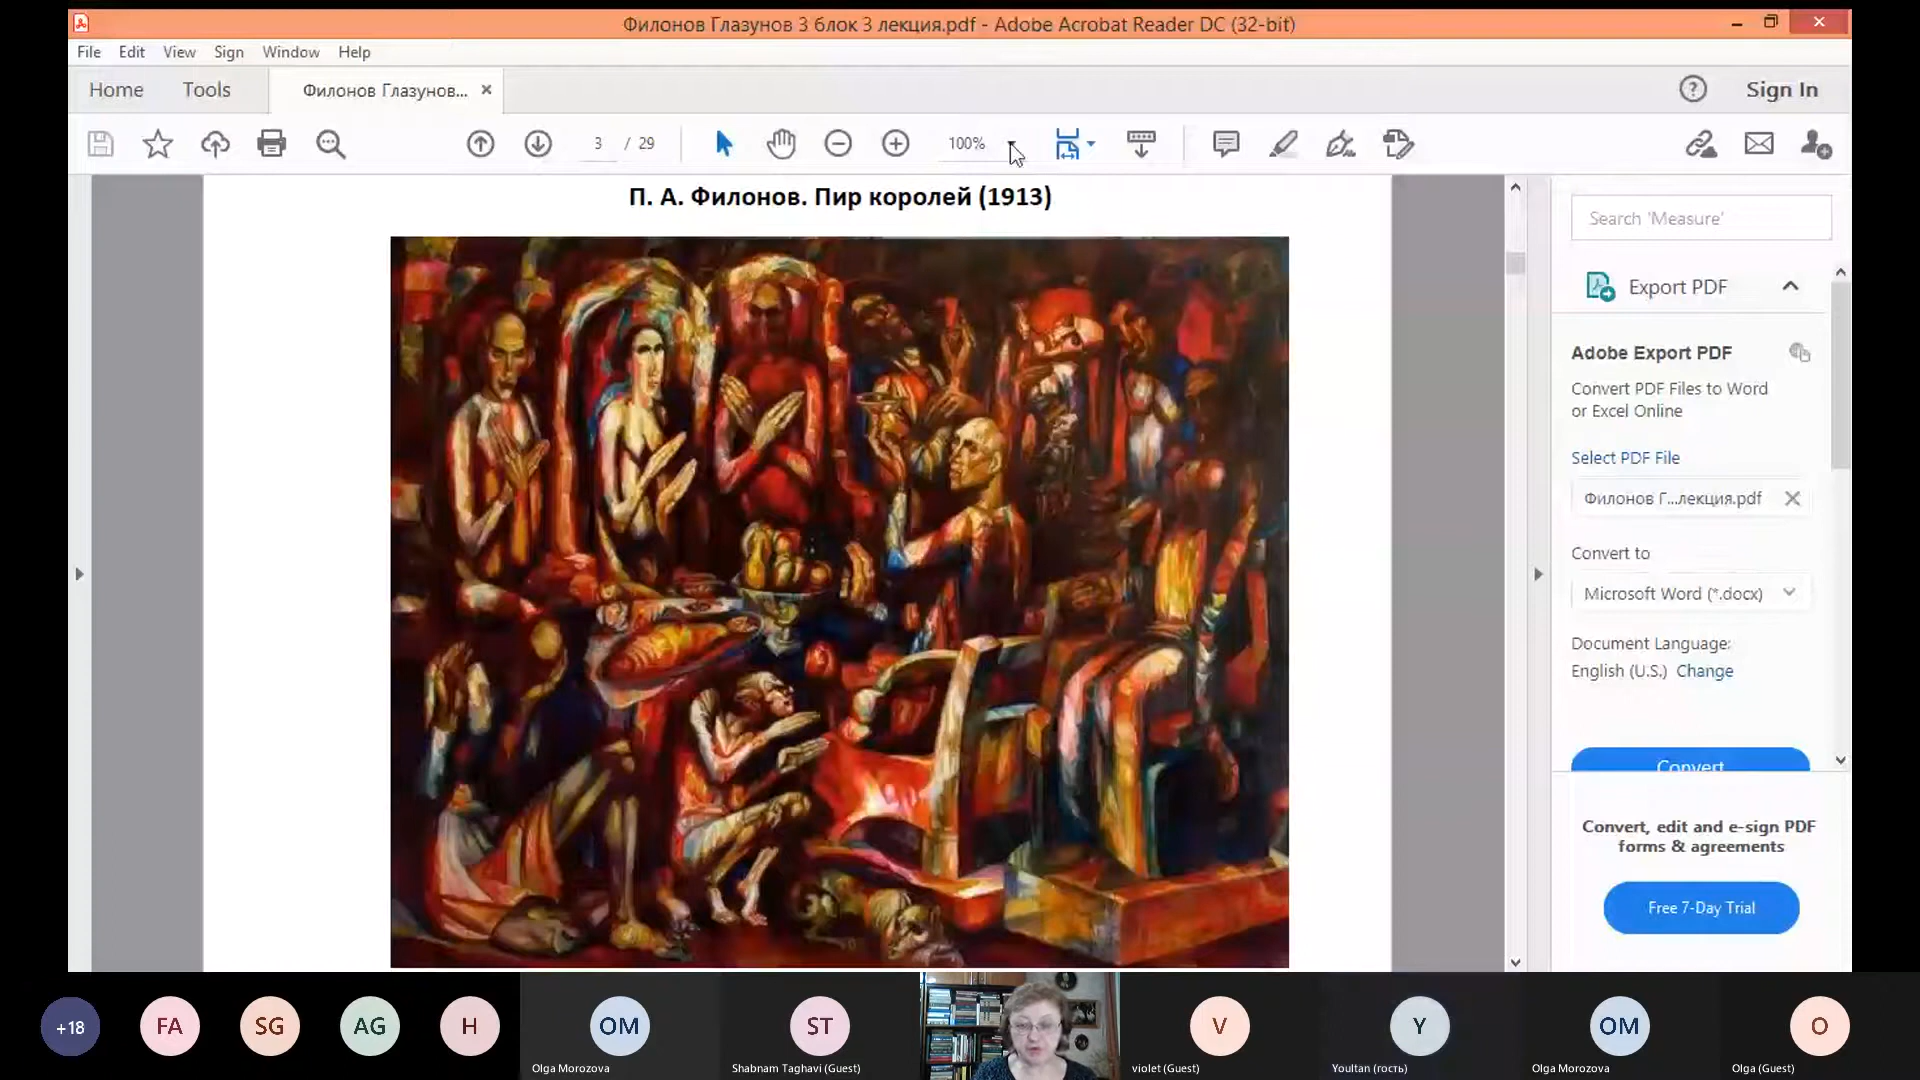 Филонов Глазунов 3 блок 3 лекция.pdf - Adobe Acrobat Reader DC (32-bit)
File Edit View Sign Window Help
Home Tools Филонов Глазунов... Sign In
3 / 29 100%
П. А. Филонов. Пир королей (1913)
Search 'Measure'
Export PDF
Adobe Export PDF
Convert PDF Files to Word
or Excel Online
Select PDF File
Филонов Г...лекция.pdf
Convert to
Microsoft Word (*.docx)
Document Language:
English (U.S.) Change
Convert
Convert, edit and e-sign PDF
forms & agreements
Free 7-Day Trial
+18 FA SG AG H OM ST V Y OM O
Olga Morozova Shabnam Taghavi (Guest) violet (Guest) Youltan (гость) Olga Morozova Olga (Guest)